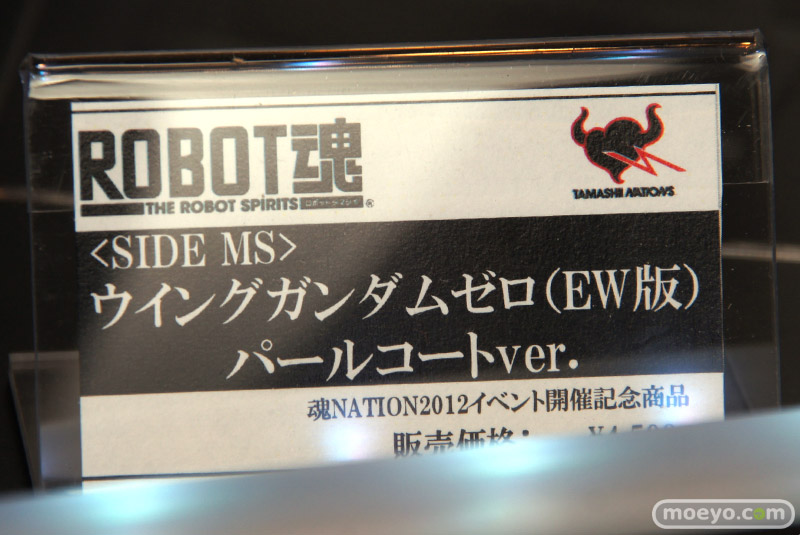 ROBOT魂
THE ROBOT SPIRITS
TAMASHII NATIONS
<SIDE MS>
ウイングガンダムゼロ(EW版)
パールコートver.
魂NATION2012イベント開催記念商品
販売価格:
moeyo.com